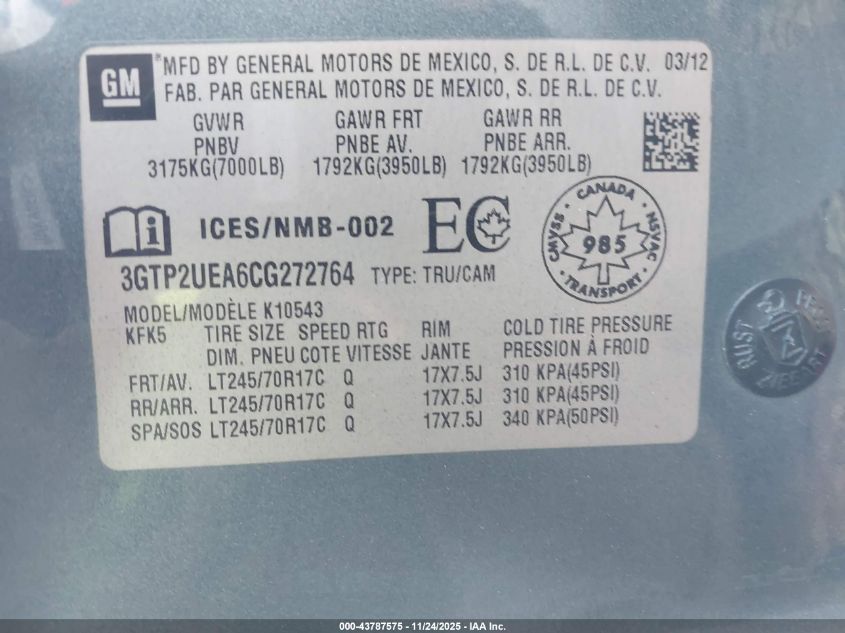 GM
*MFD BY GENERAL MOTORS DE MEXICO, S. DE R.L. DE C.V. 03/12
FAB. PAR GENERAL MOTORS DE MEXICO, S. DE R.L. DE C.V.
GVWR GAWR FRT GAWR RR
PNBV PNBE AV. PNBE ARR.
3175KG(7000LB) 1792KG(3950LB) 1792KG(3950LB)
ICES/NMB-002 EC
CANADA
CMVSS 985 NSVAC
TRANSPORT
3GTP2UEA6CG272764 TYPE: TRU/CAM
MODEL/MODÈLE K10543
KFK5 TIRE SIZE SPEED RTG RIM COLD TIRE PRESSURE
DIM. PNEU COTE VITESSE JANTE PRESSION À FROID
FRT/AV. LT245/70R17C Q 17X7.5J 310 KPA(45PSI)
RR/ARR. LT245/70R17C Q 17X7.5J 310 KPA(45PSI)
SPA/SOS LT245/70R17C Q 17X7.5J 340 KPA(50PSI)
RUST
000-43787575 - 11/24/2025 - IAA Inc.